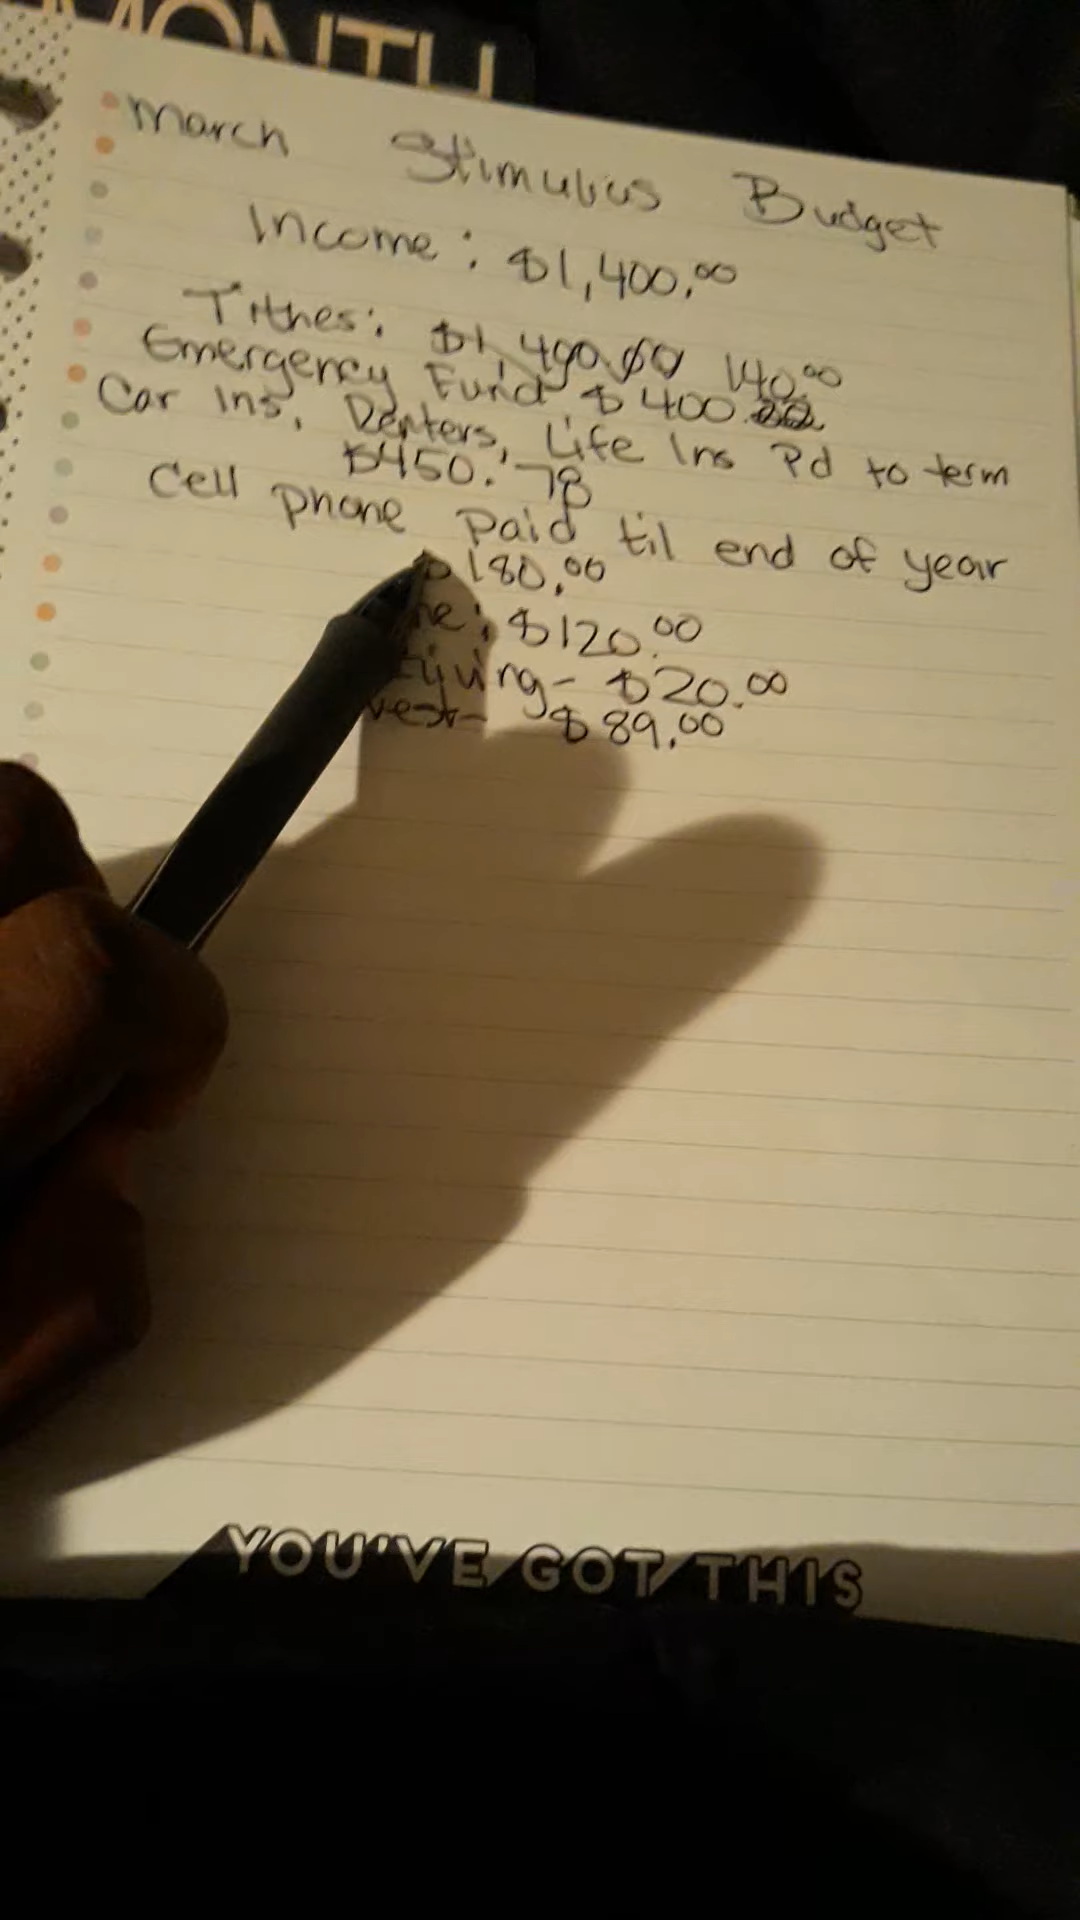 MONTH
March Stimulus Budget
Income: $1,400.00
Tithes: $1,400.00 140.00
Emergency Fund $400.00
Car Ins, Renters, Life Ins Pd to term
$450.78
Cell phone paid til end of year
$180.00
$120.00
$20.00
$89.00
YOU'VE GOT THIS